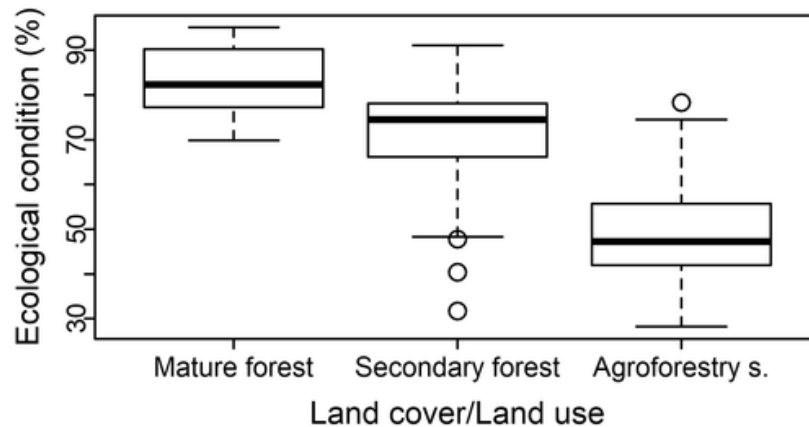 Ecological condition (%)
90
70
50
30
Mature forest Secondary forest Agroforestry s.
Land cover/Land use